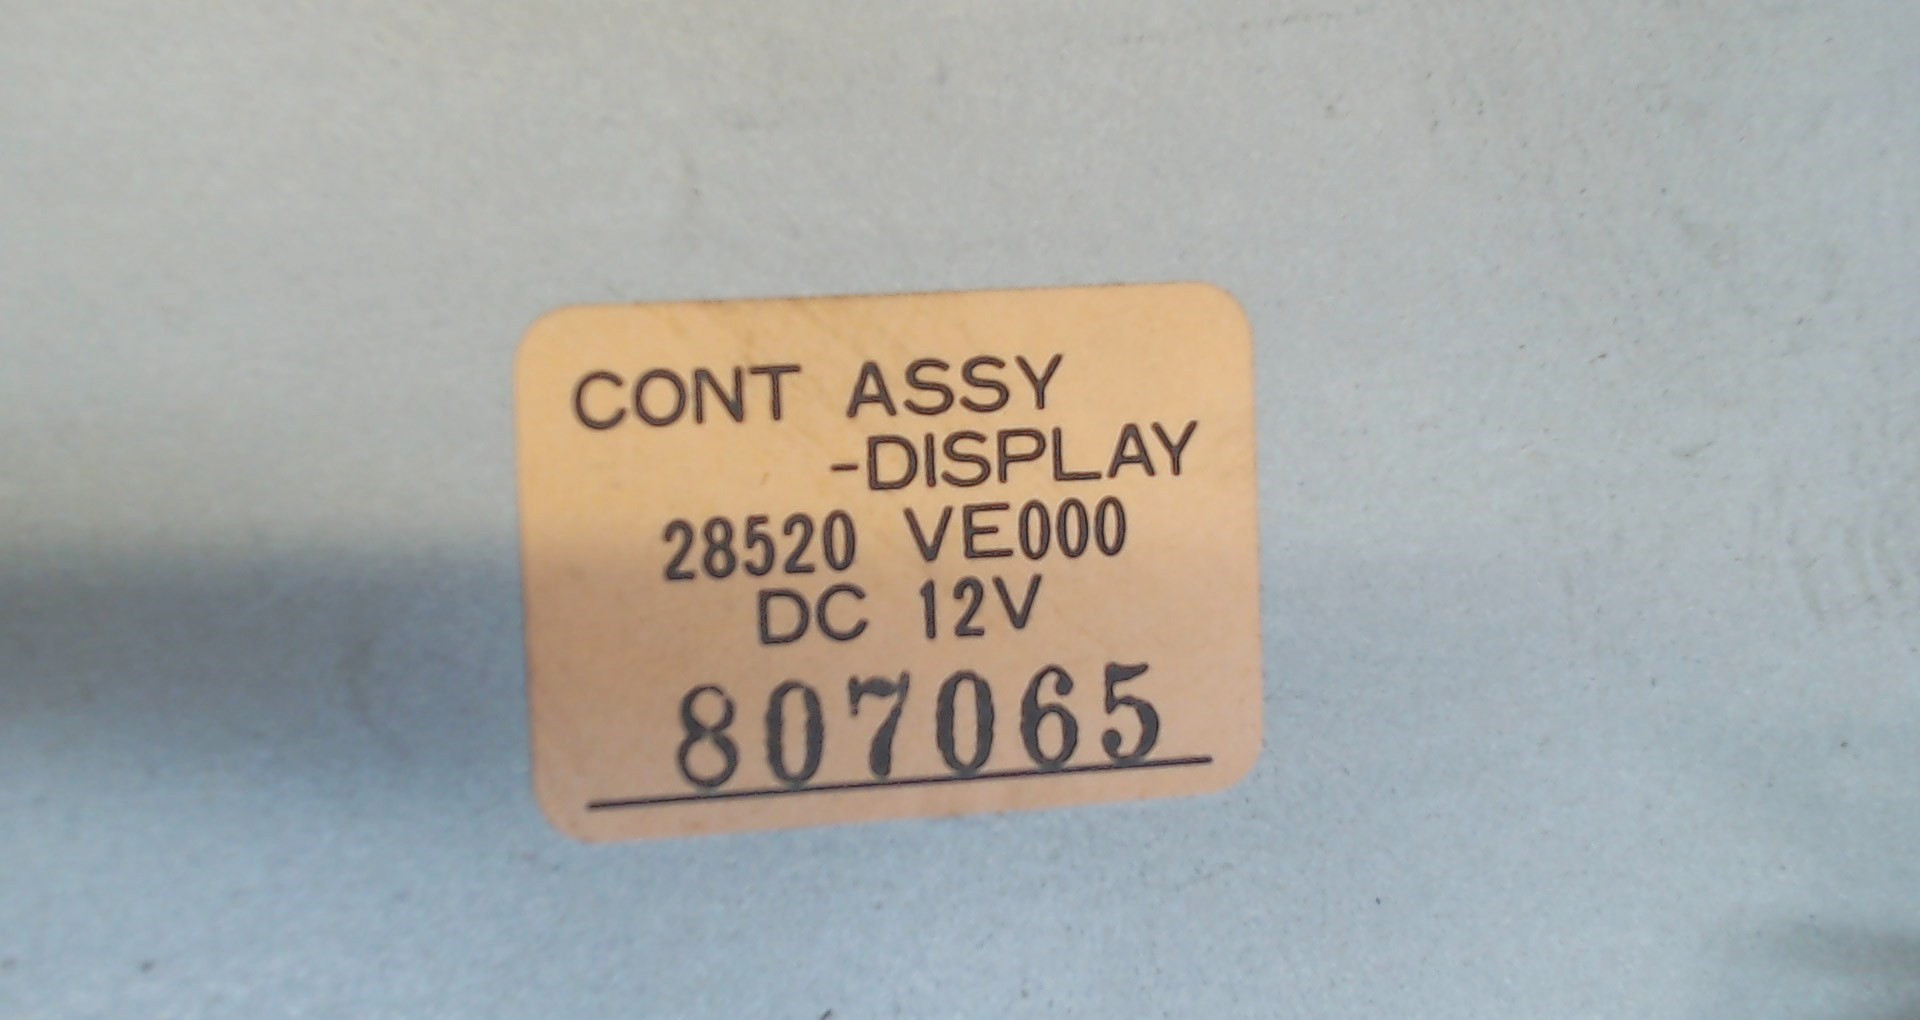 CONT ASSY
-DISPLAY
28520 VE000
DC 12V
807065